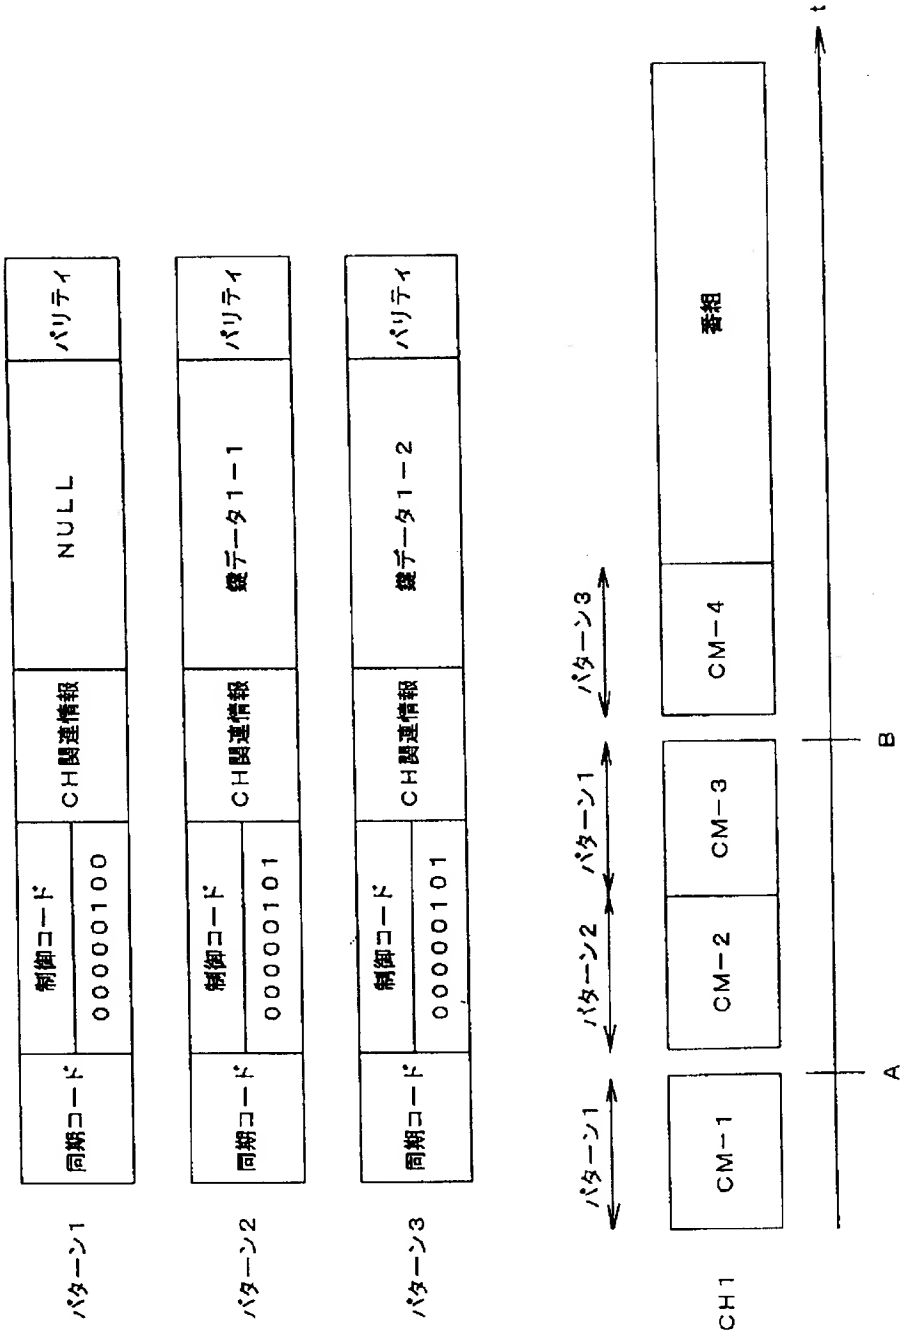 パターン1
同期コード
制御コード
00000100
CH関連情報
NULL
パリティ
パターン2
同期コード
制御コード
00000101
CH関連情報
鍵データ1-1
パリティ
パターン3
同期コード
制御コード
00000101
CH関連情報
鍵データ1-2
パリティ
パターン1
パターン2
パターン1
パターン3
CH1
CM-1
CM-2
CM-3
CM-4
番組
A
B
t